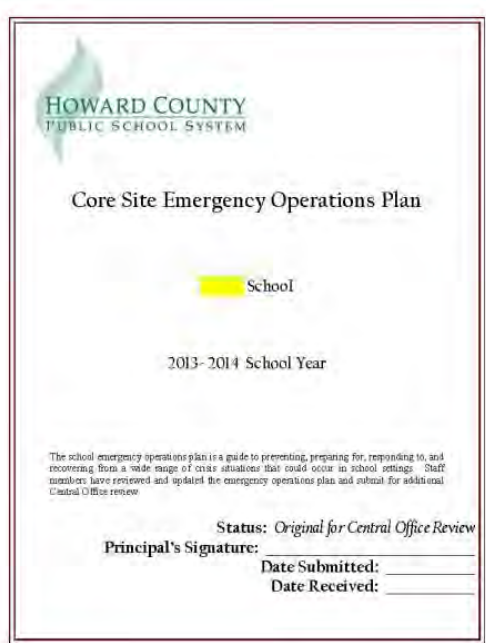 HOWARD COUNTY
PUBLIC SCHOOL SYSTEM
Core Site Emergency Operations Plan
School
2013-2014 School Year
The school emergency operations plan is a guide to preventing, preparing for, responding to, and
recovering from a wide range of crisis situations that could occur in school settings. Staff
members have reviewed and updated the emergency operations plan and submit for additional
Central Office review
Status: Original for Central Office Review
Principal's Signature:
Date Submitted:
Date Received: